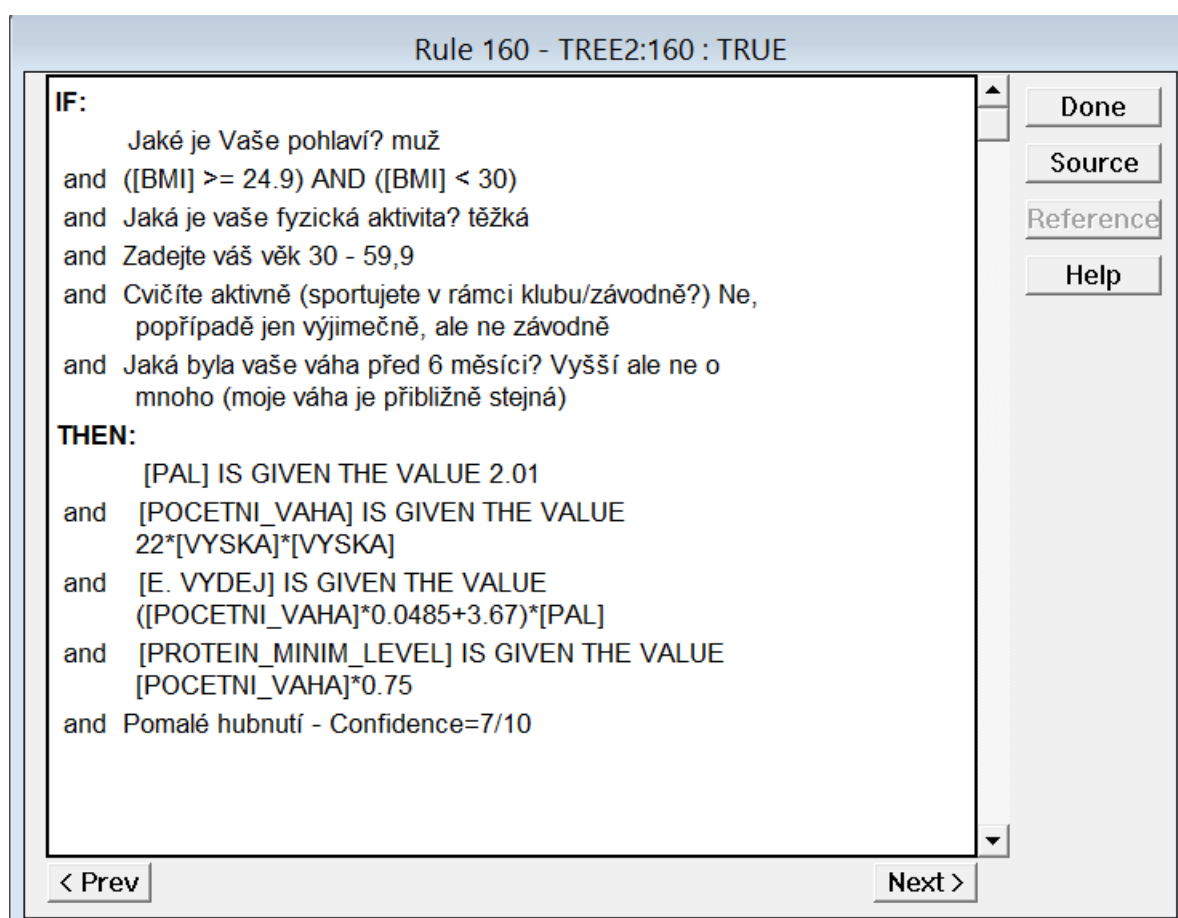 Rule 160 - TREE2:160 : TRUE
IF:
Jaké je Vaše pohlaví? muž
and ([BMI] >= 24.9) AND ([BMI] < 30)
and Jaká je vaše fyzická aktivita? těžká
and Zadejte váš věk 30 - 59,9
and Cvičíte aktivně (sportujete v rámci klubu/závodně?) Ne,
popřípadě jen výjimečně, ale ne závodně
and Jaká byla vaše váha před 6 měsíci? Vyšší ale ne o
mnoho (moje váha je přibližně stejná)
THEN:
[PAL] IS GIVEN THE VALUE 2.01
and [POCETNI_VAHA] IS GIVEN THE VALUE
22*[VYSKA]*[VYSKA]
and [E. VYDEJ] IS GIVEN THE VALUE
([POCETNI_VAHA]*0.0485+3.67)*[PAL]
and [PROTEIN_MINIM_LEVEL] IS GIVEN THE VALUE
[POCETNI_VAHA]*0.75
and Pomalé hubnutí - Confidence=7/10
Done
Source
Reference
Help
< Prev
Next >